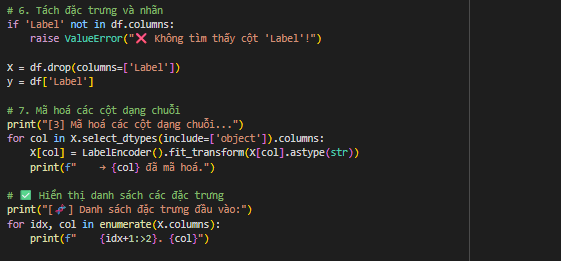 # 6. Tách đặc trưng và nhãn
if 'Label' not in df.columns:
    raise ValueError("❌ Không tìm thấy cột 'Label'!")
X = df.drop(columns=['Label'])
y = df['Label']
# 7. Mã hoá các cột dạng chuỗi
print("[3] Mã hoá các cột dạng chuỗi...")
for col in X.select_dtypes(include=['object']).columns:
    X[col] = LabelEncoder().fit_transform(X[col].astype(str))
    print(f"    → {col} đã mã hoá.")
# ✅ Hiển thị danh sách các đặc trưng
print("[🧬] Danh sách đặc trưng đầu vào:")
for idx, col in enumerate(X.columns):
    print(f"    {idx+1:>2}. {col}")